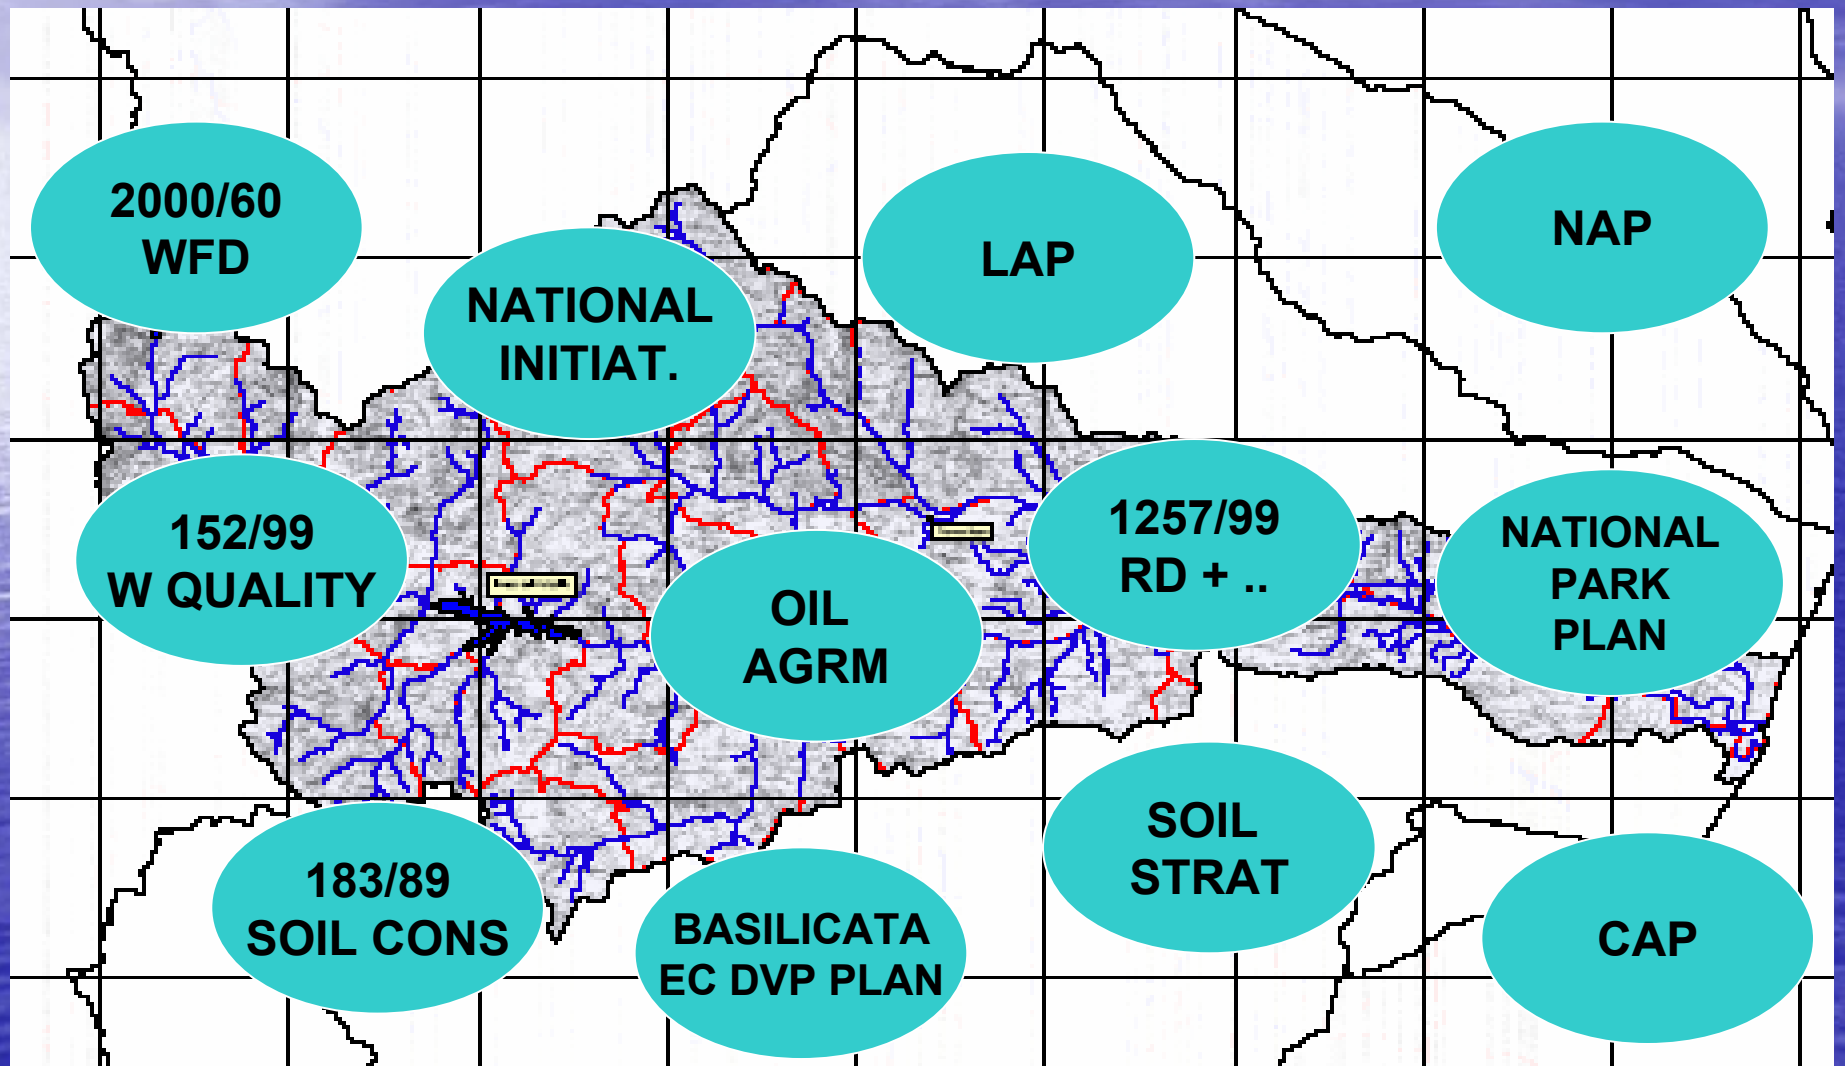 2000/60
WFD
NATIONAL
INITIAT.
LAP
NAP
152/99
W QUALITY
OIL
AGRM
1257/99
RD + ..
NATIONAL
PARK
PLAN
183/89
SOIL CONS
BASILICATA
EC DVP PLAN
SOIL
STRAT
CAP